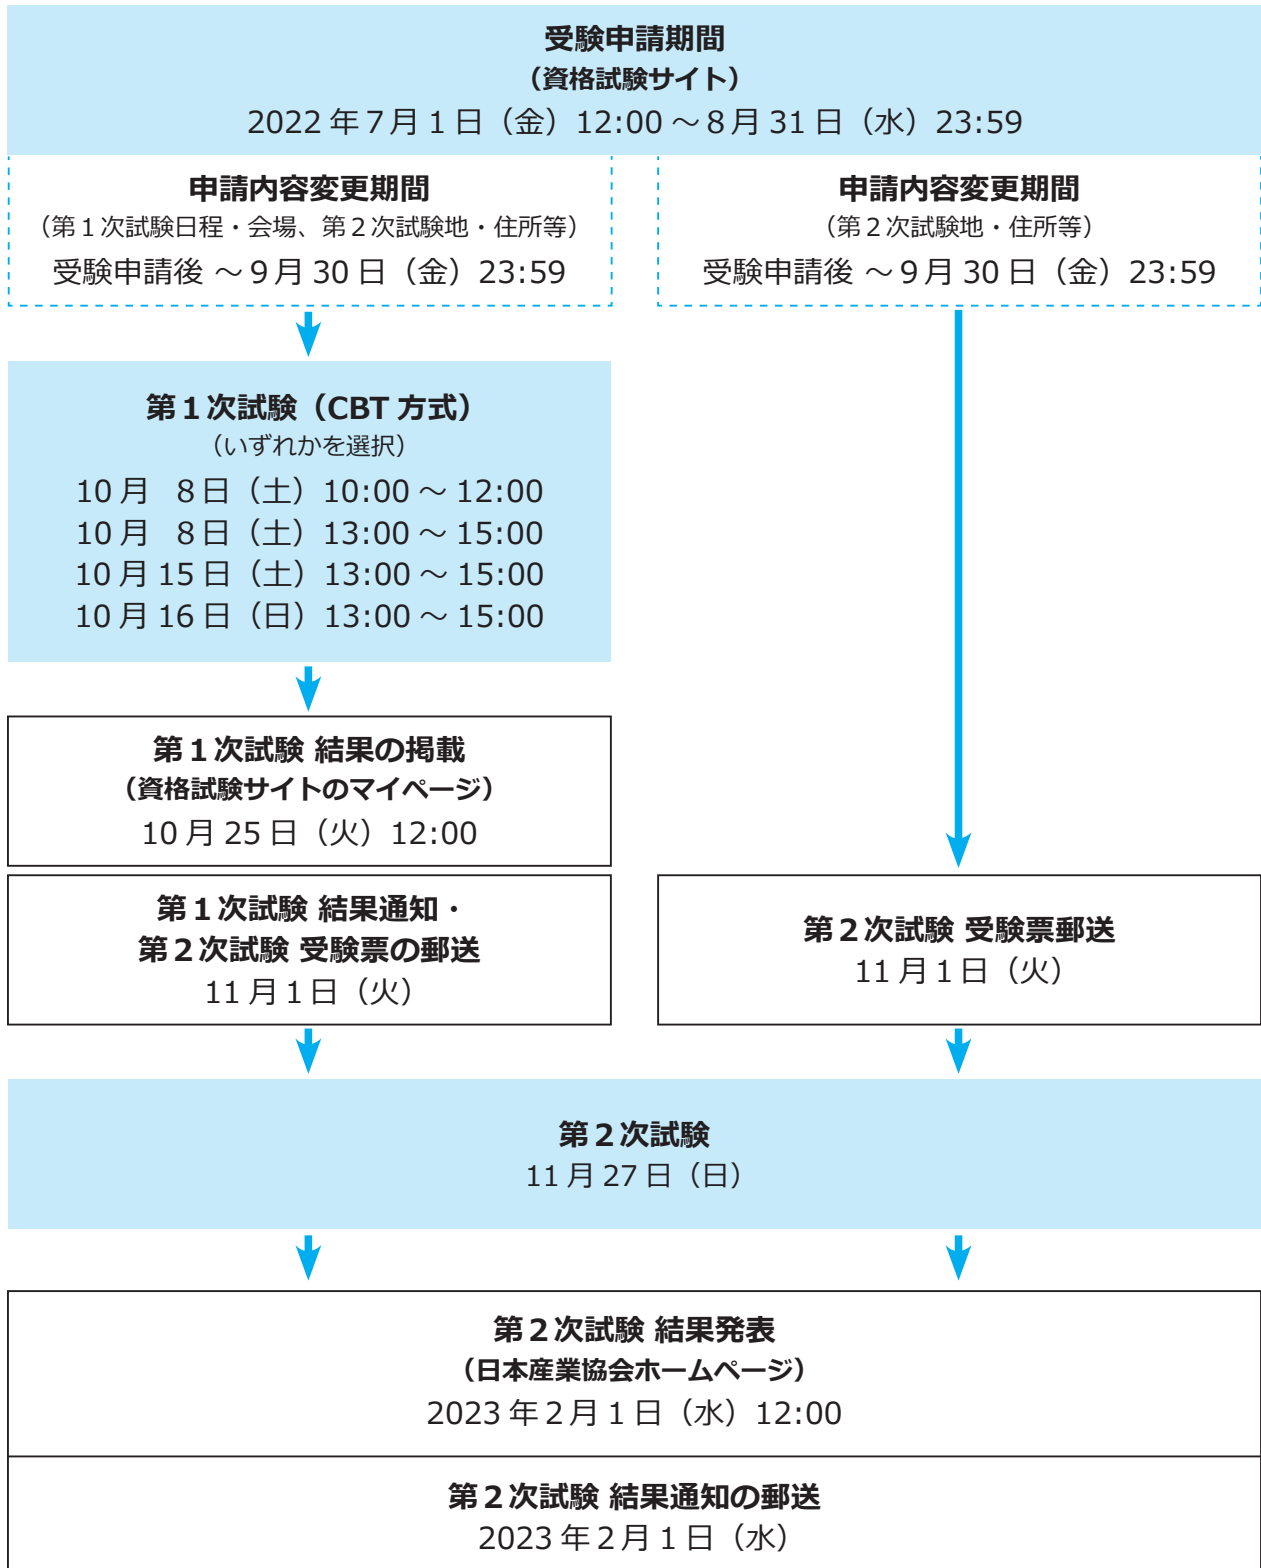 受験申請期間
（資格試験サイト）
2022年７月１日（金）12:00～８月31日（水）23:59
申請内容変更期間
（第１次試験日程・会場、第２次試験地・住所等）
受験申請後 ～９月30日（金）23:59
申請内容変更期間
（第２次試験地・住所等）
受験申請後 ～９月30日（金）23:59
第１次試験（CBT方式）
（いずれかを選択）
10月　８日（土）10:00～12:00
10月　８日（土）13:00～15:00
10月15日（土）13:00～15:00
10月16日（日）13:00～15:00
第１次試験 結果の掲載
（資格試験サイトのマイページ）
10月25日（火）12:00
第１次試験 結果通知・
第２次試験 受験票の郵送
11月１日（火）
第２次試験 受験票郵送
11月１日（火）
第２次試験
11月27日（日）
第２次試験 結果発表
（日本産業協会ホームページ）
2023年２月１日（水）12:00
第２次試験 結果通知の郵送
2023年２月１日（水）